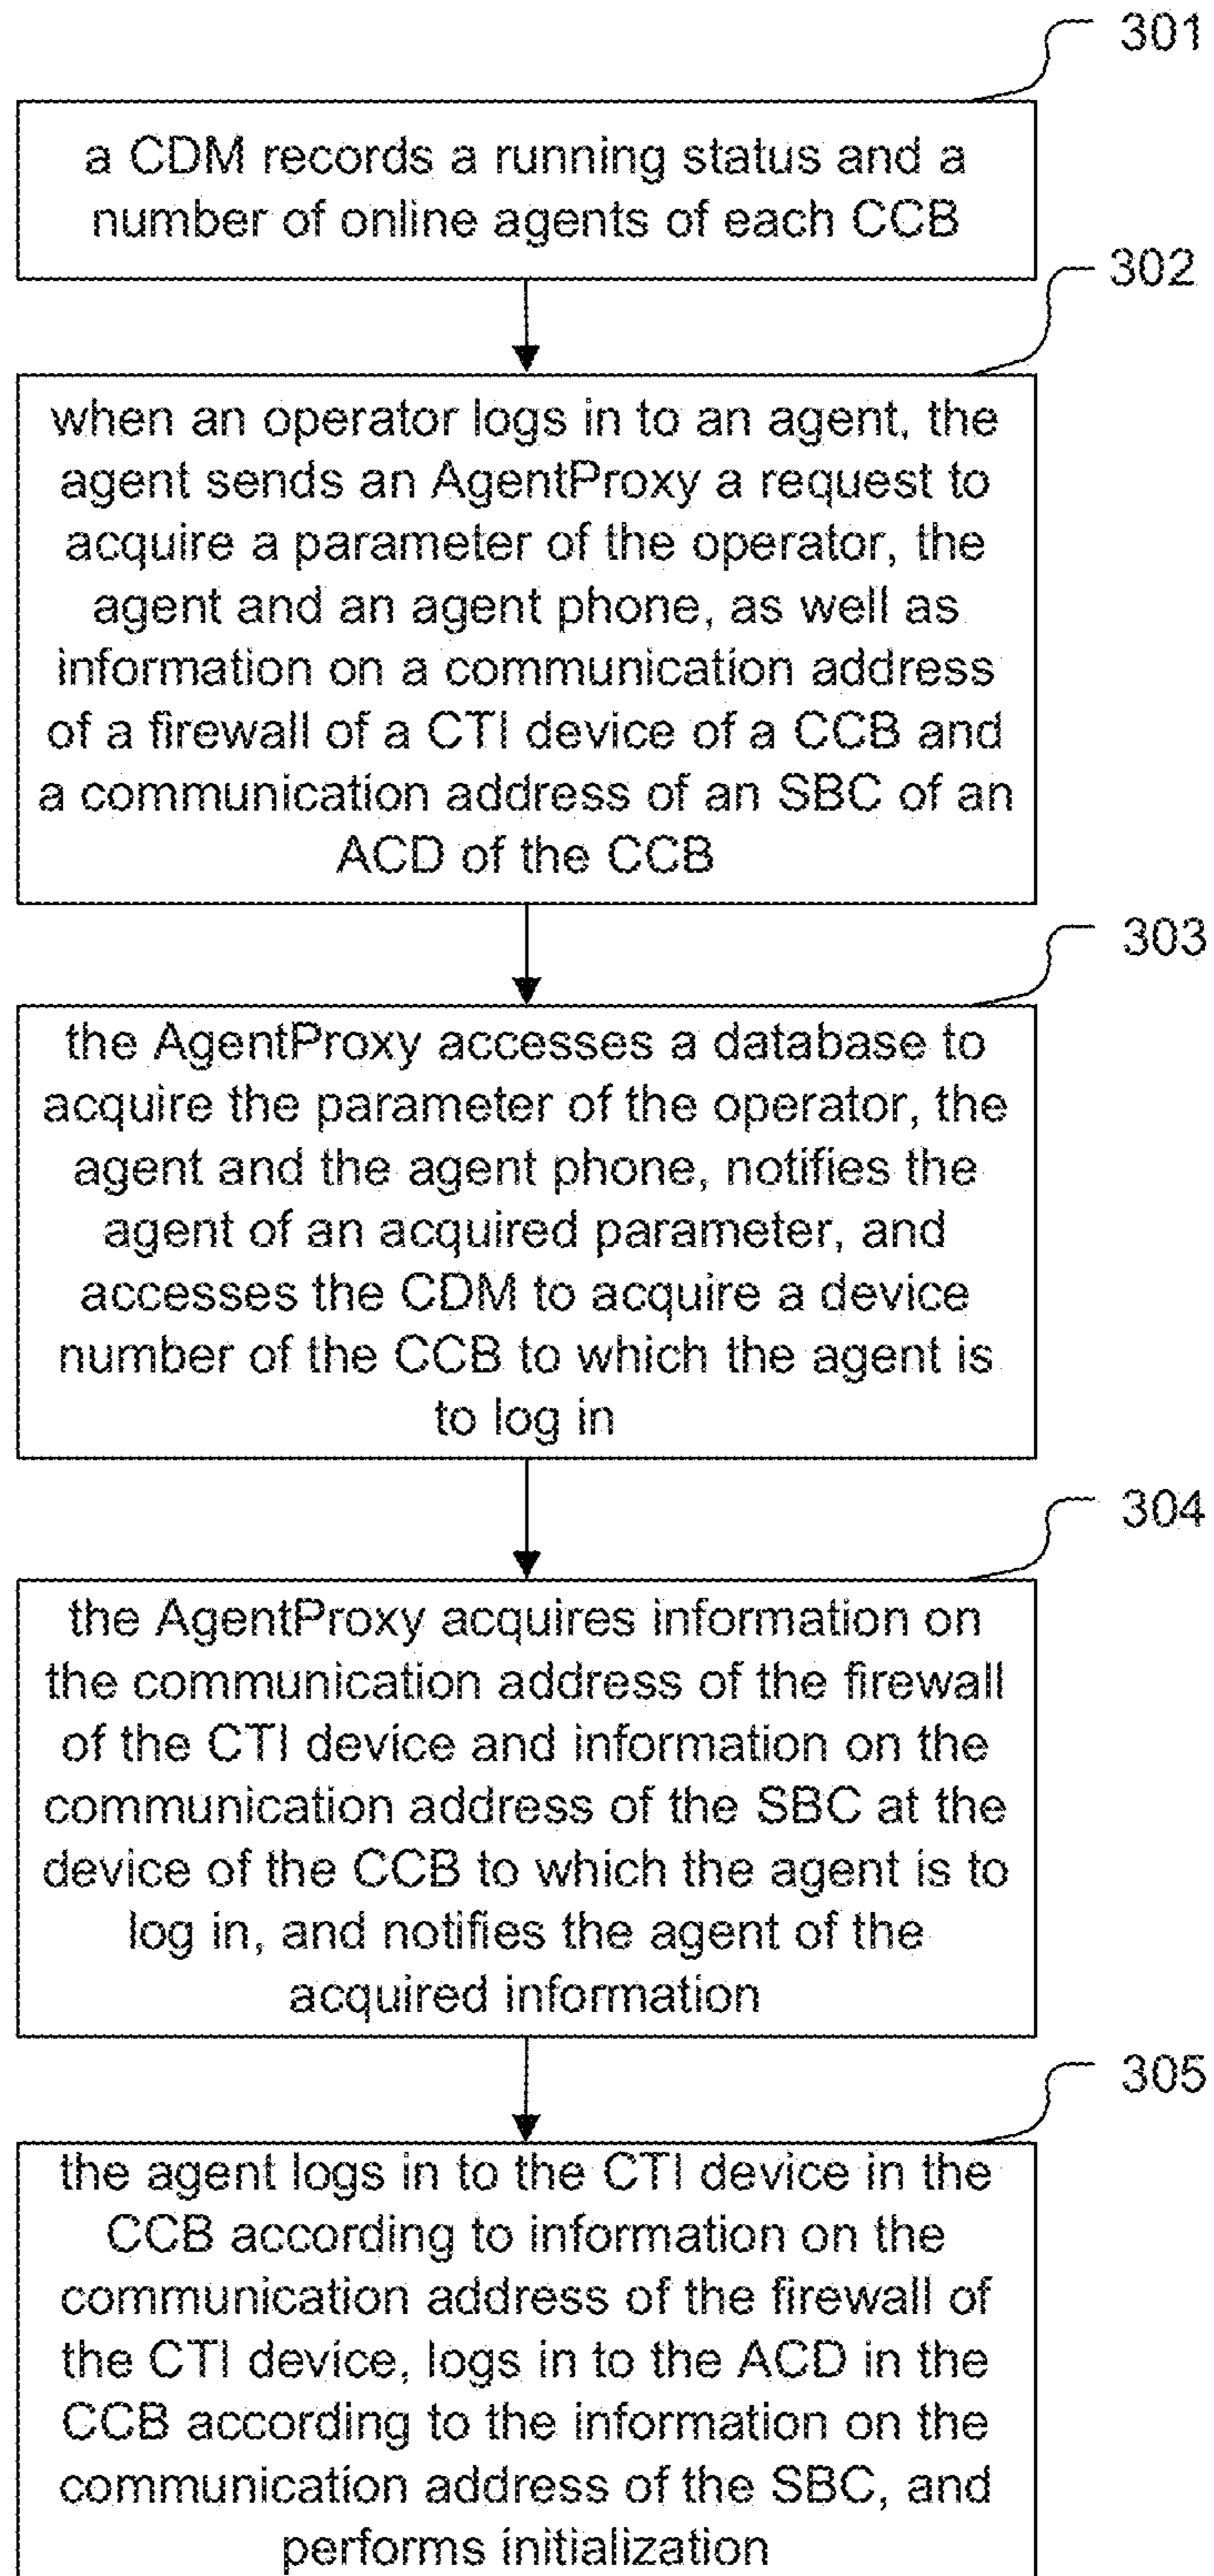 301
a CDM records a running status and a
number of online agents of each CCB
302
when an operator logs in to an agent, the
agent sends an AgentProxy a request to
acquire a parameter of the operator, the
agent and an agent phone, as well as
information on a communication address
of a firewall of a CTI device of a CCB and
a communication address of an SBC of an
ACD of the CCB
303
the AgentProxy accesses a database to
acquire the parameter of the operator, the
agent and the agent phone, notifies the
agent of an acquired parameter, and
accesses the CDM to acquire a device
number of the CCB to which the agent is
to log in
304
the AgentProxy acquires information on
the communication address of the firewall
of the CTI device and information on the
communication address of the SBC at the
device of the CCB to which the agent is to
log in, and notifies the agent of the
acquired information
305
the agent logs in to the CTI device in the
CCB according to information on the
communication address of the firewall of
the CTI device, logs in to the ACD in the
CCB according to the information on the
communication address of the SBC, and
performs initialization